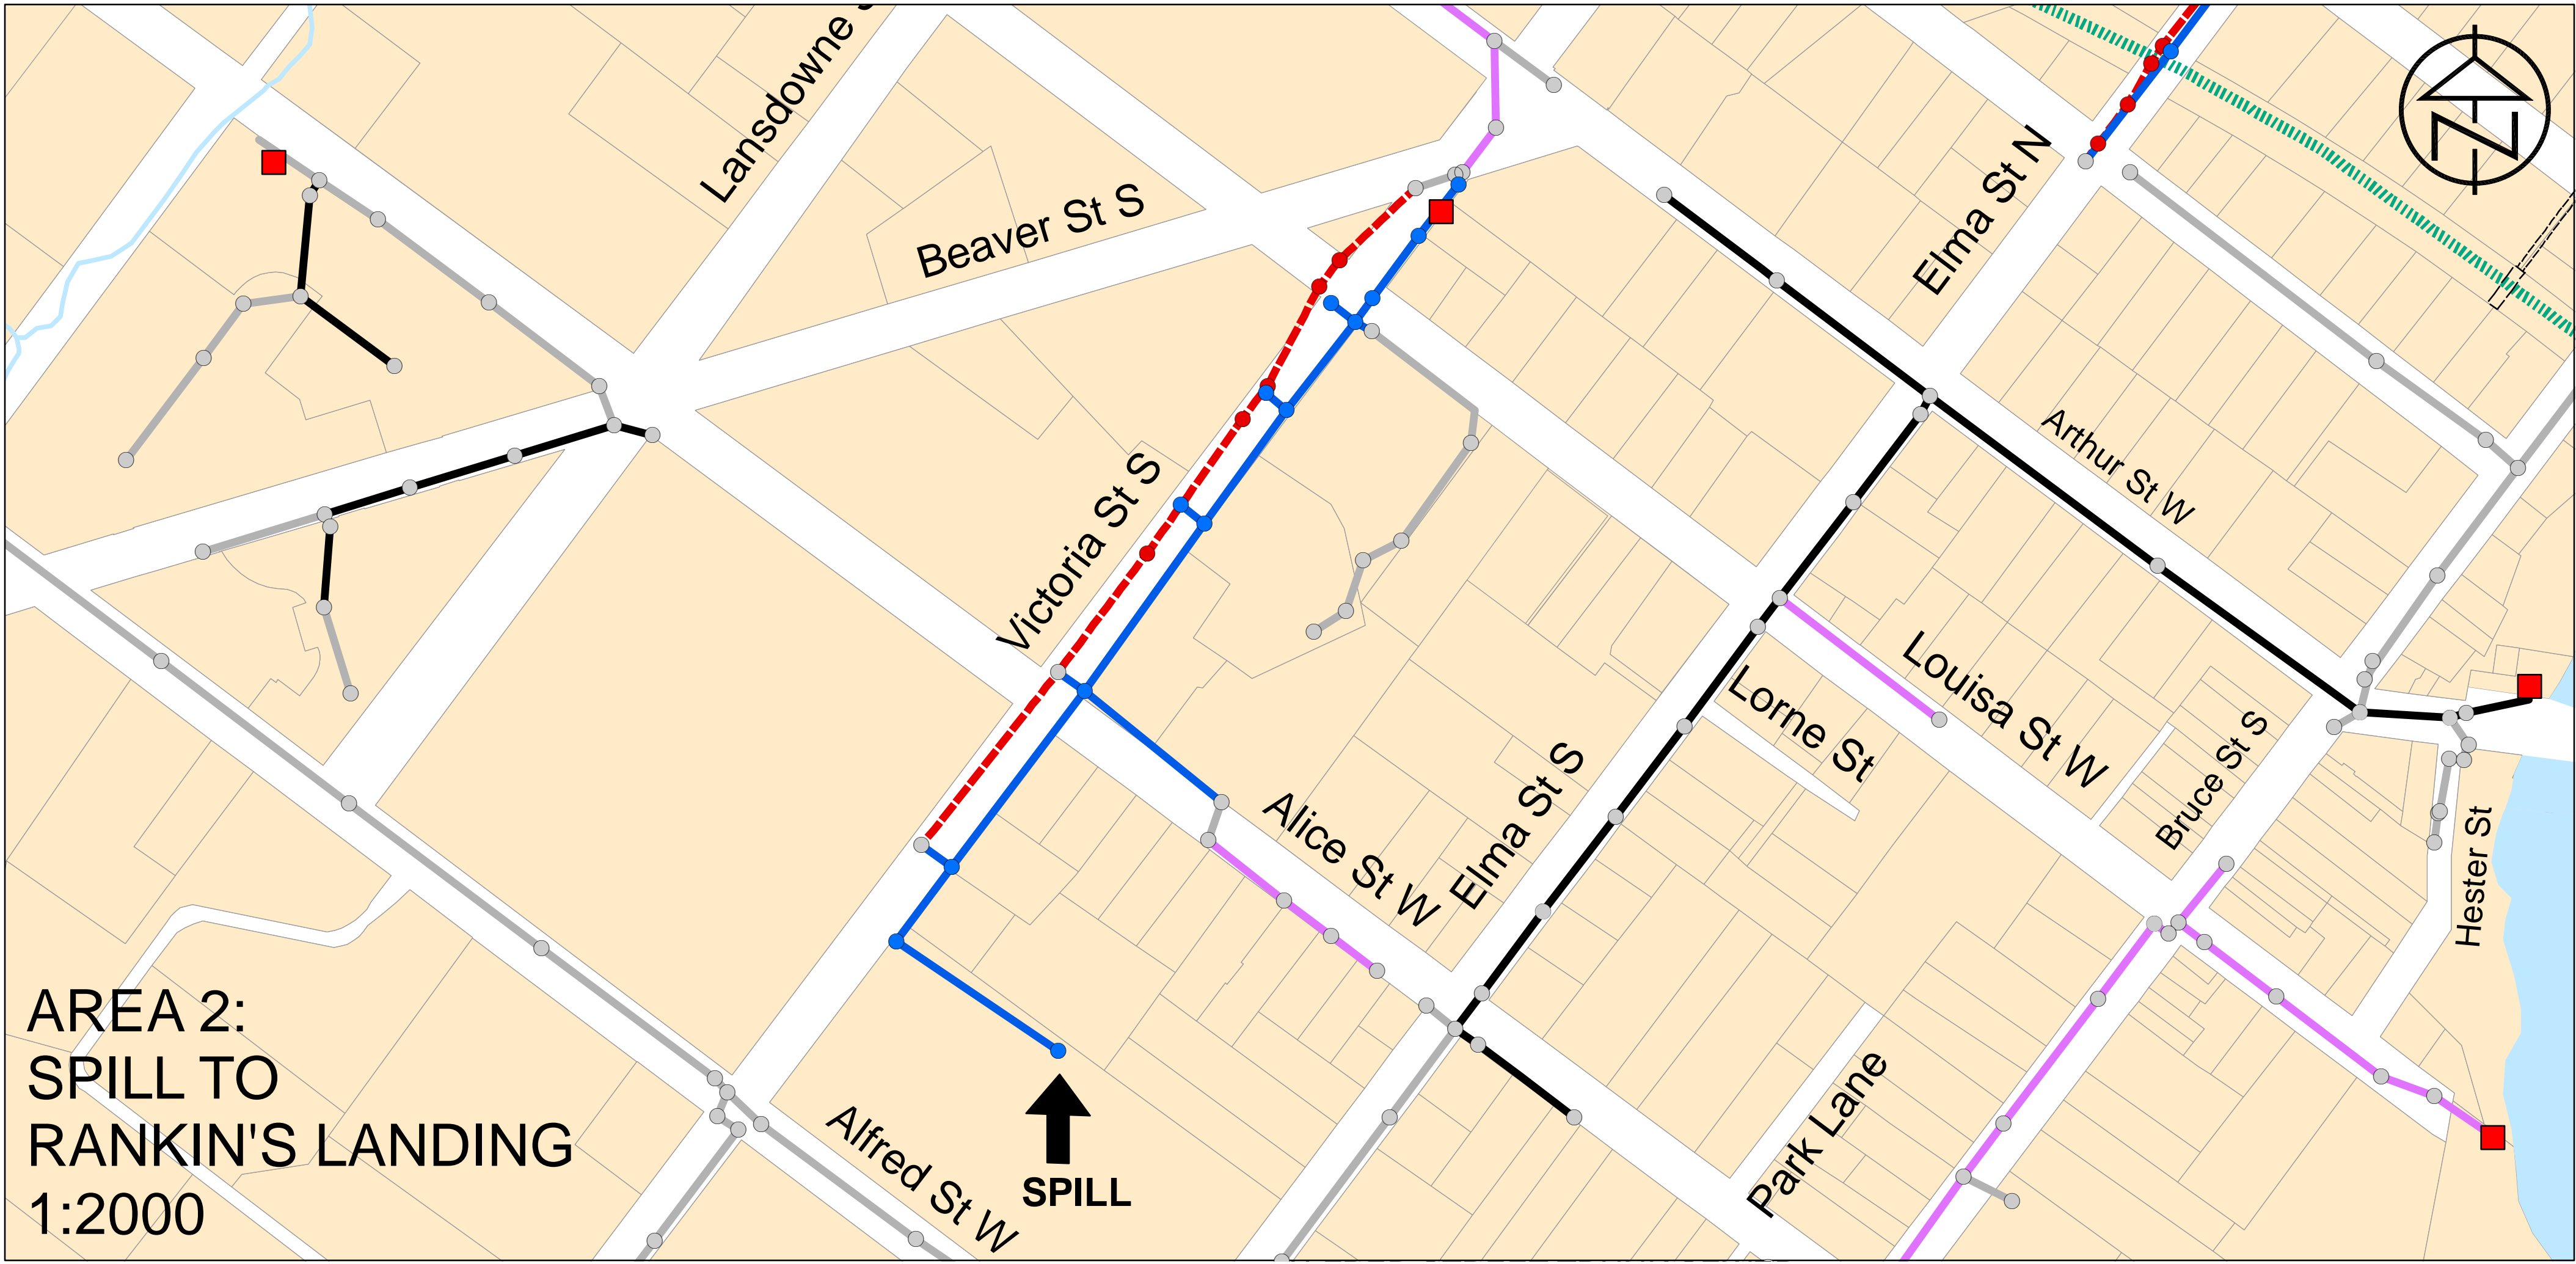 Lansdowne
Beaver St S
Elma St N
Arthur St W
Victoria St S
Louisa St W
Lorne St
Bruce St S
Elma St S
Alice St W
Hester St
Park Lane
Alfred St W
SPILL
AREA 2:
SPILL TO
RANKIN'S LANDING
1:2000
N